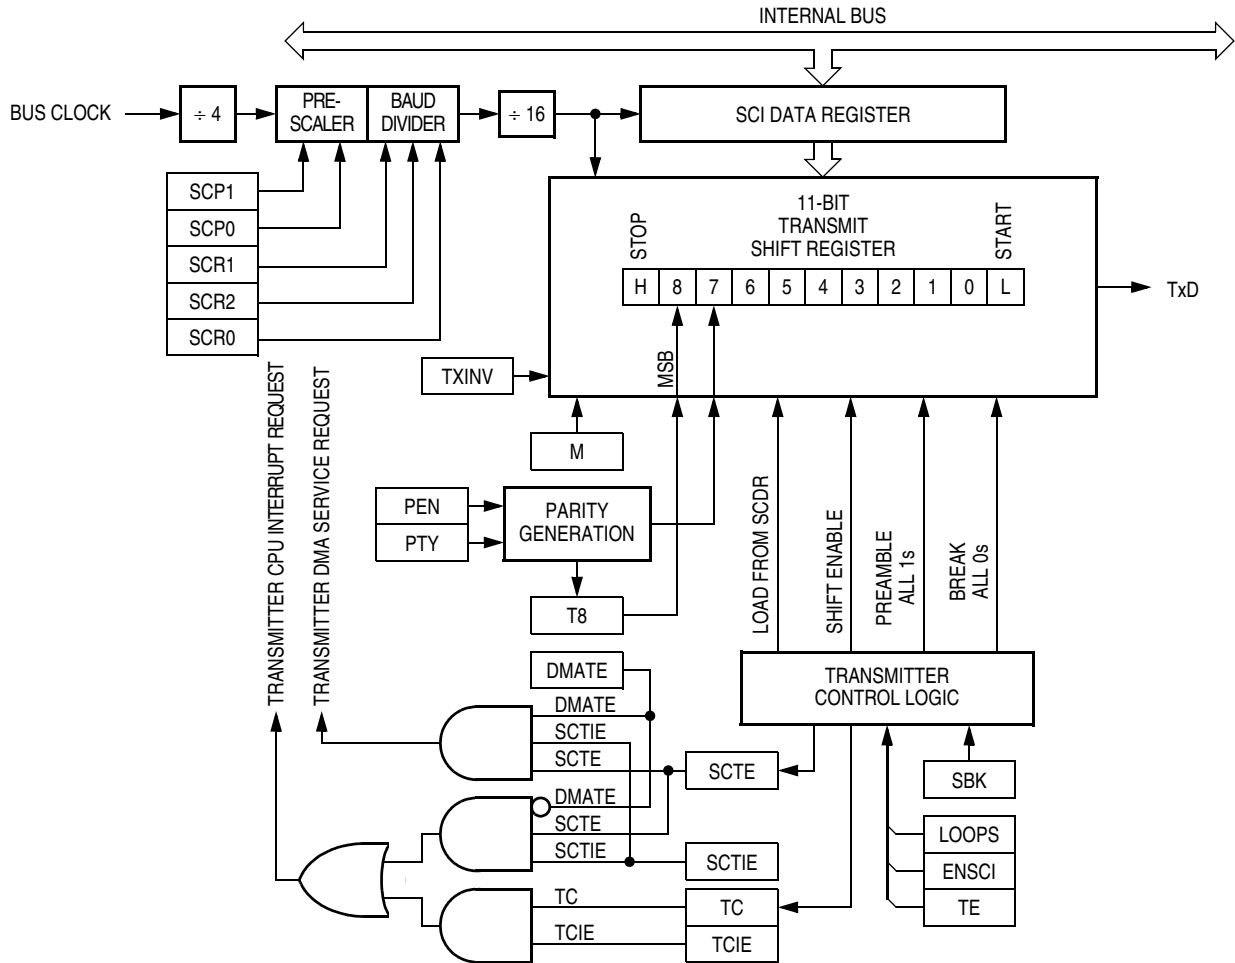 INTERNAL BUS
BUS CLOCK
÷ 4
PRE-
SCALER
BAUD
DIVIDER
÷ 16
SCI DATA REGISTER
SCP1
SCP0
SCR1
SCR2
SCR0
11-BIT
TRANSMIT
SHIFT REGISTER
STOP
START
H 8 7 6 5 4 3 2 1 0 L
TxD
TXINV
MSB
M
PEN
PTY
PARITY
GENERATION
T8
TRANSMITTER CPU INTERRUPT REQUEST
TRANSMITTER DMA SERVICE REQUEST
LOAD FROM SCDR
SHIFT ENABLE
PREAMBLE
ALL 1s
BREAK
ALL 0s
TRANSMITTER
CONTROL LOGIC
DMATE
DMATE
SCTIE
SCTE
SCTE
DMATE
SCTE
SCTIE
SCTIE
TC
TC
TCIE
TCIE
SBK
LOOPS
ENSCI
TE